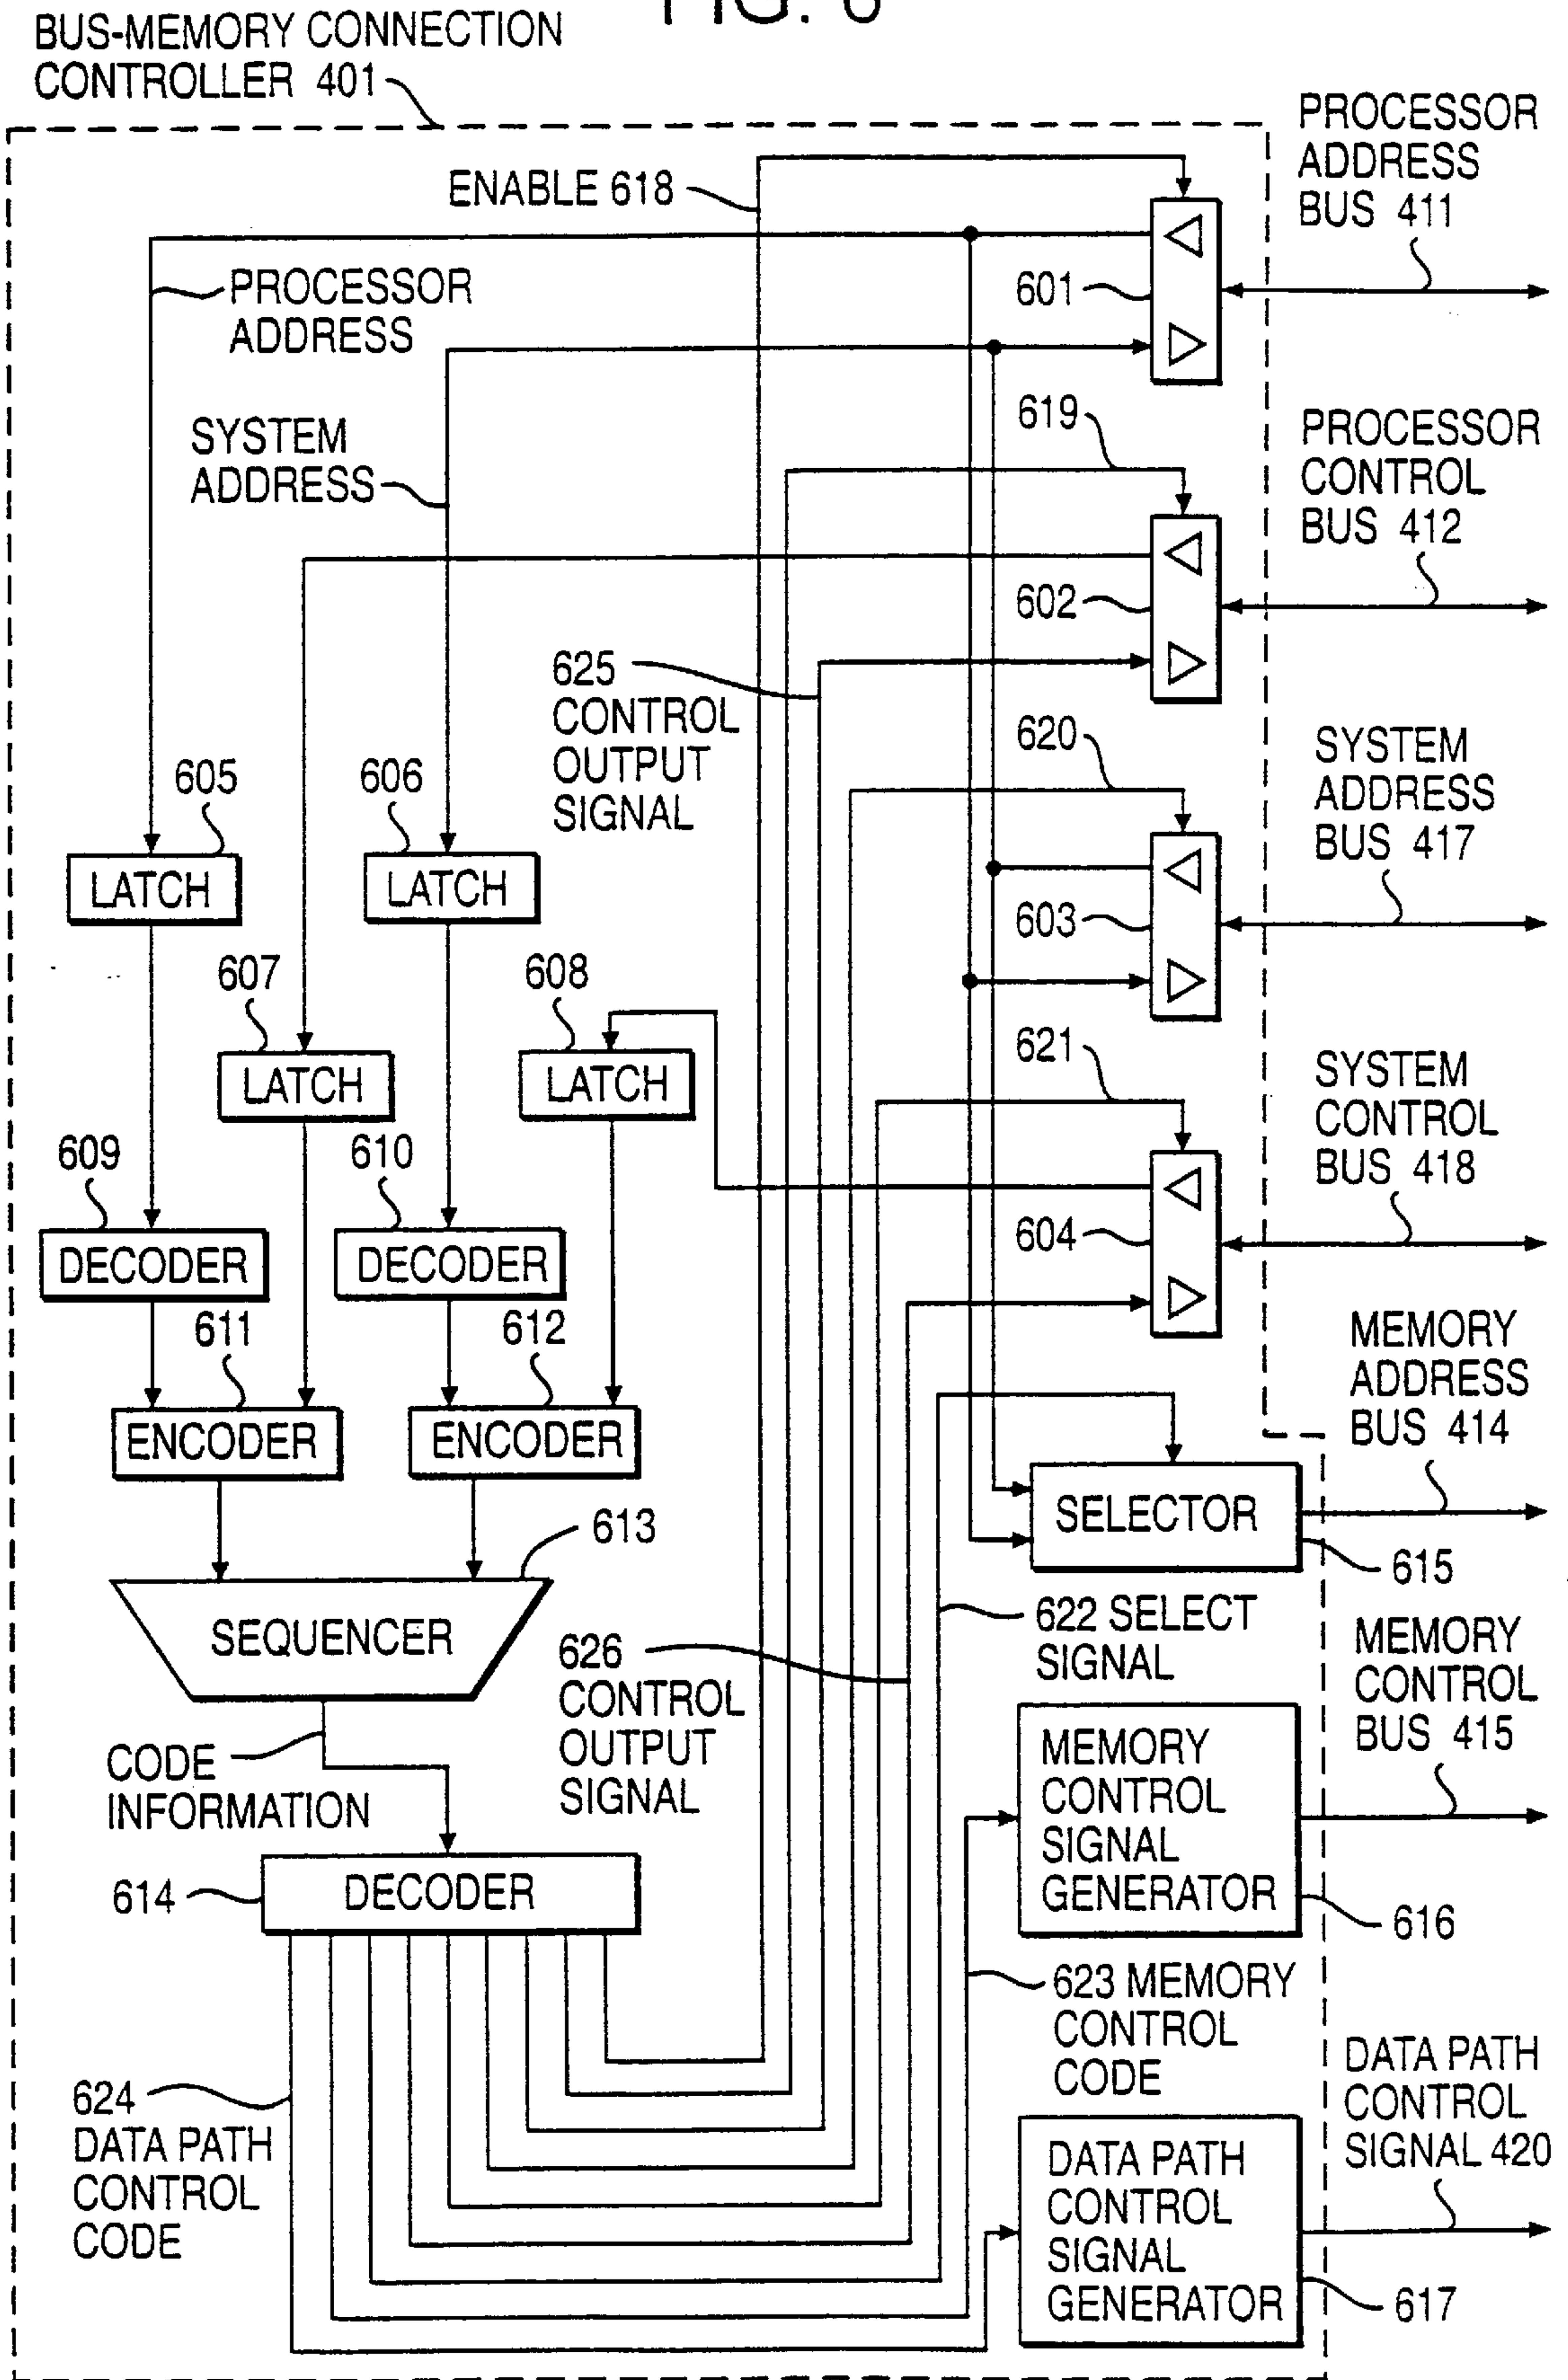 FIG. 6
BUS-MEMORY CONNECTION
CONTROLLER 401
PROCESSOR
ADDRESS
BUS 411
ENABLE 618
PROCESSOR
ADDRESS
601
SYSTEM
ADDRESS
619
PROCESSOR
CONTROL
BUS 412
602
625
CONTROL
OUTPUT
SIGNAL
620
SYSTEM
ADDRESS
BUS 417
605
606
LATCH
LATCH
603
607
608
LATCH
LATCH
621
SYSTEM
CONTROL
BUS 418
609
610
DECODER
DECODER
604
611
612
ENCODER
ENCODER
MEMORY
ADDRESS
BUS 414
SELECTOR
615
613
SEQUENCER
622 SELECT
SIGNAL
626
CONTROL
OUTPUT
SIGNAL
MEMORY
CONTROL
BUS 415
CODE
INFORMATION
MEMORY
CONTROL
SIGNAL
GENERATOR
616
614
DECODER
623 MEMORY
CONTROL
CODE
624
DATA PATH
CONTROL
CODE
DATA PATH
CONTROL
SIGNAL 420
DATA PATH
CONTROL
SIGNAL
GENERATOR
617